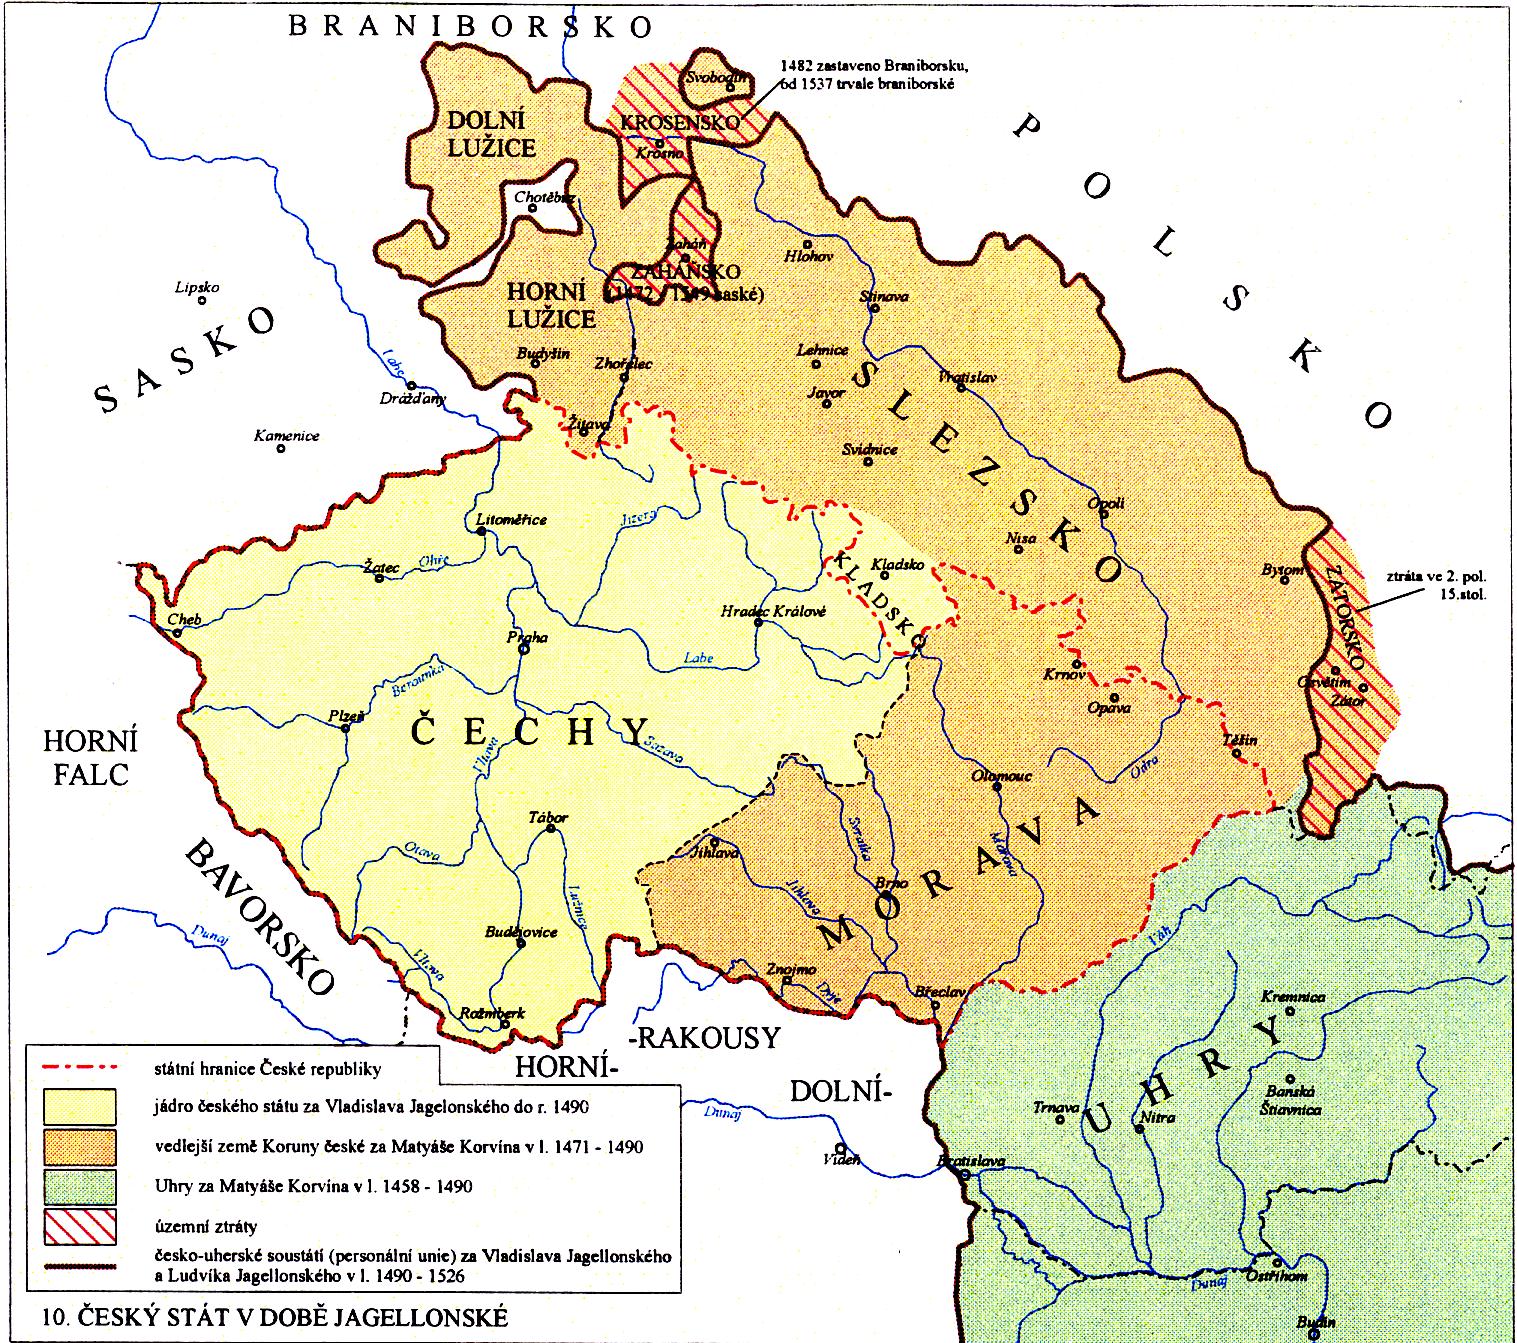 BRANIBORSKO
1482 zastaveno Braniborsku,
od 1537 trvale braniborské
Svobodín
KROSENSKO
Krosno
DOLNÍ
LUŽICE
Chotěbuz
POLSKO
Zaháň
ZAHÁŇSKO
(1472 - 1549 saské)
Hlohov
HORNÍ
LUŽICE
Stinava
Lipsko
SASKO
Budyšín
Zhořelec
Lehnice
Vratislav
Labe
Drážďany
Javor
SLEZSKO
Kamenice
Žitava
Svídnice
Opolí
Litoměřice
Jizera
Nisa
Žatec
Ohře
KLADSKO
Kladsko
Bytom
ZÁTORSKO
ztráta ve 2. pol.
15.stol.
Cheb
Hradec Králové
Praha
Labe
Krnov
Osvětim
Zátor
Berounka
Opava
Plzeň
ČECHY
Sázava
Vltava
HORNÍ
FALC
Těšín
Olomouc
Odra
Tábor
Svratka
MORAVA
Morava
Otava
Jihlava
Jihlava
Brno
BAVORSKO
Lužnice
Dunaj
Budějovice
Váh
Vltava
Znojmo
Dyje
Břeclav
Kremnica
Rožmberk
-RAKOUSY
HORNÍ-
DOLNÍ-
UHRY
Banská
Štiavnica
Trnava
Nitra
Dunaj
Vídeň
Bratislava
Ostřihom
Dunaj
Budín
státní hranice České republiky
jádro českého státu za Vladislava Jagelonského do r. 1490
vedlejší země Koruny české za Matyáše Korvína v l. 1471 - 1490
Uhry za Matyáše Korvína v l. 1458 - 1490
územní ztráty
česko-uherské soustátí (personální unie) za Vladislava Jagellonského
a Ludvíka Jagellonského v l. 1490 - 1526
10. ČESKÝ STÁT V DOBĚ JAGELLONSKÉ